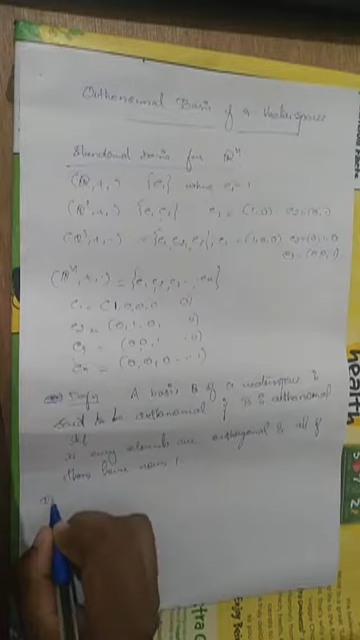 Orthonormal Basis of a vectorspace
Standard basis for ℝⁿ
(ℝ, +, ·) {e₁} where e₁ = 1
(ℝ², +, ·) {e₁, e₂} e₁ = (1,0) e₂ = (0,1)
(ℝ³, +, ·) = {e₁, e₂, e₃}, e₁ = (1,0,0) e₂ = (0,1,0)
e₃ = (0,0,1)
(ℝⁿ, +, ·) = {e₁, e₂, e₃ ... eₙ}
e₁ = (1,0,0,0 0)
e₂ = (0,1,0, 0)
e₃ = (0,0,1 ... 0)
eₙ = (0,0,0 ... 1)
Defn A basis B of a vectorspace is
said to be orthonormal if B is orthonormal
set
is every elements are orthogonal & all of
them have norm 1
health